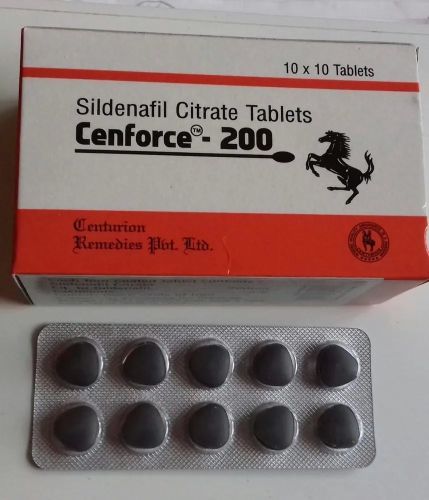 10 x 10 Tablets
Sildenafil Citrate Tablets
Cenforce™- 200
Centurion
Remedies Pvt. Ltd.